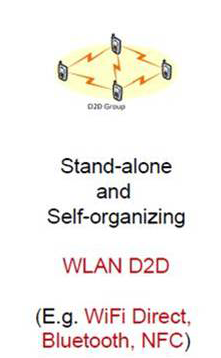 D2D Group
Stand-alone
and
Self-organizing
WLAN D2D
(E.g. WiFi Direct,
Bluetooth, NFC)